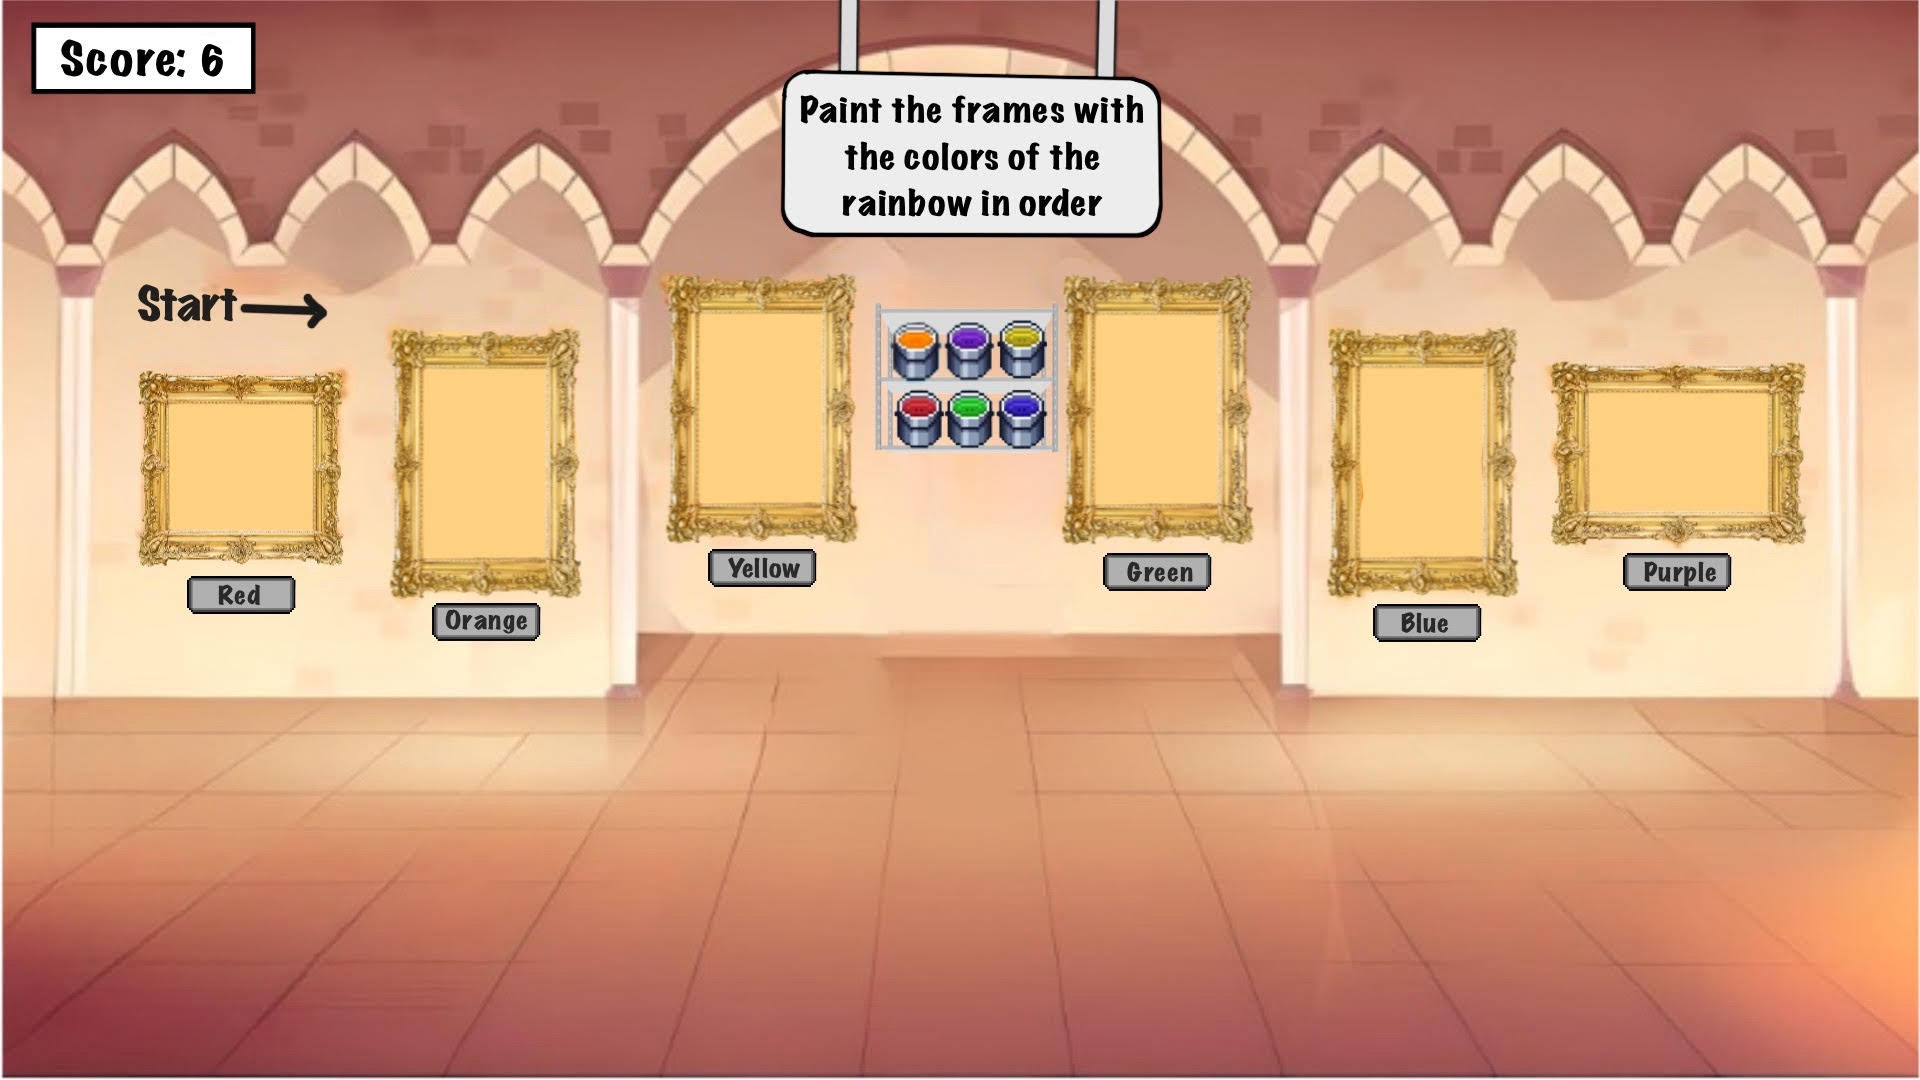 Score: 6
Paint the frames with
the colors of the
rainbow in order
Start
Red
Orange
Yellow
Green
Blue
Purple